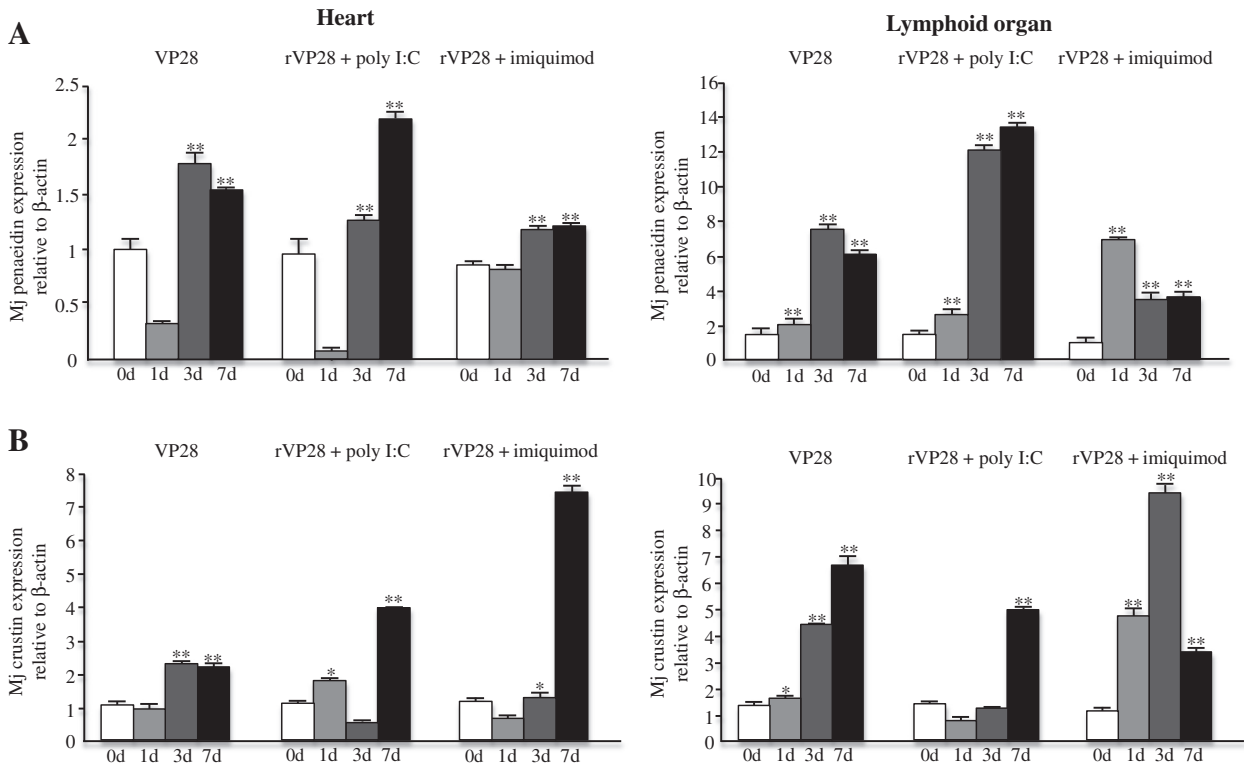 Heart
Lymphoid organ
A
VP28
rVP28 + poly I:C
rVP28 + imiquimod
Mj penaeidin expression
relative to β-actin
2.5
2
1.5
1
0.5
0
**
**
**
**
**
**
0d 1d 3d 7d
0d 1d 3d 7d
0d 1d 3d 7d
VP28
rVP28 + poly I:C
rVP28 + imiquimod
Mj penaeidin expression
relative to β-actin
16
14
12
10
8
6
4
2
0
**
**
**
**
**
**
**
**
**
0d 1d 3d 7d
0d 1d 3d 7d
0d 1d 3d 7d
B
VP28
rVP28 + poly I:C
rVP28 + imiquimod
Mj crustin expression
relative to β-actin
8
7
6
5
4
3
2
1
0
**
**
*
**
*
**
0d 1d 3d 7d
0d 1d 3d 7d
0d 1d 3d 7d
VP28
rVP28 + poly I:C
rVP28 + imiquimod
Mj crustin expression
relative to β-actin
10
9
8
7
6
5
4
3
2
1
0
*
**
**
**
**
**
**
0d 1d 3d 7d
0d 1d 3d 7d
0d 1d 3d 7d